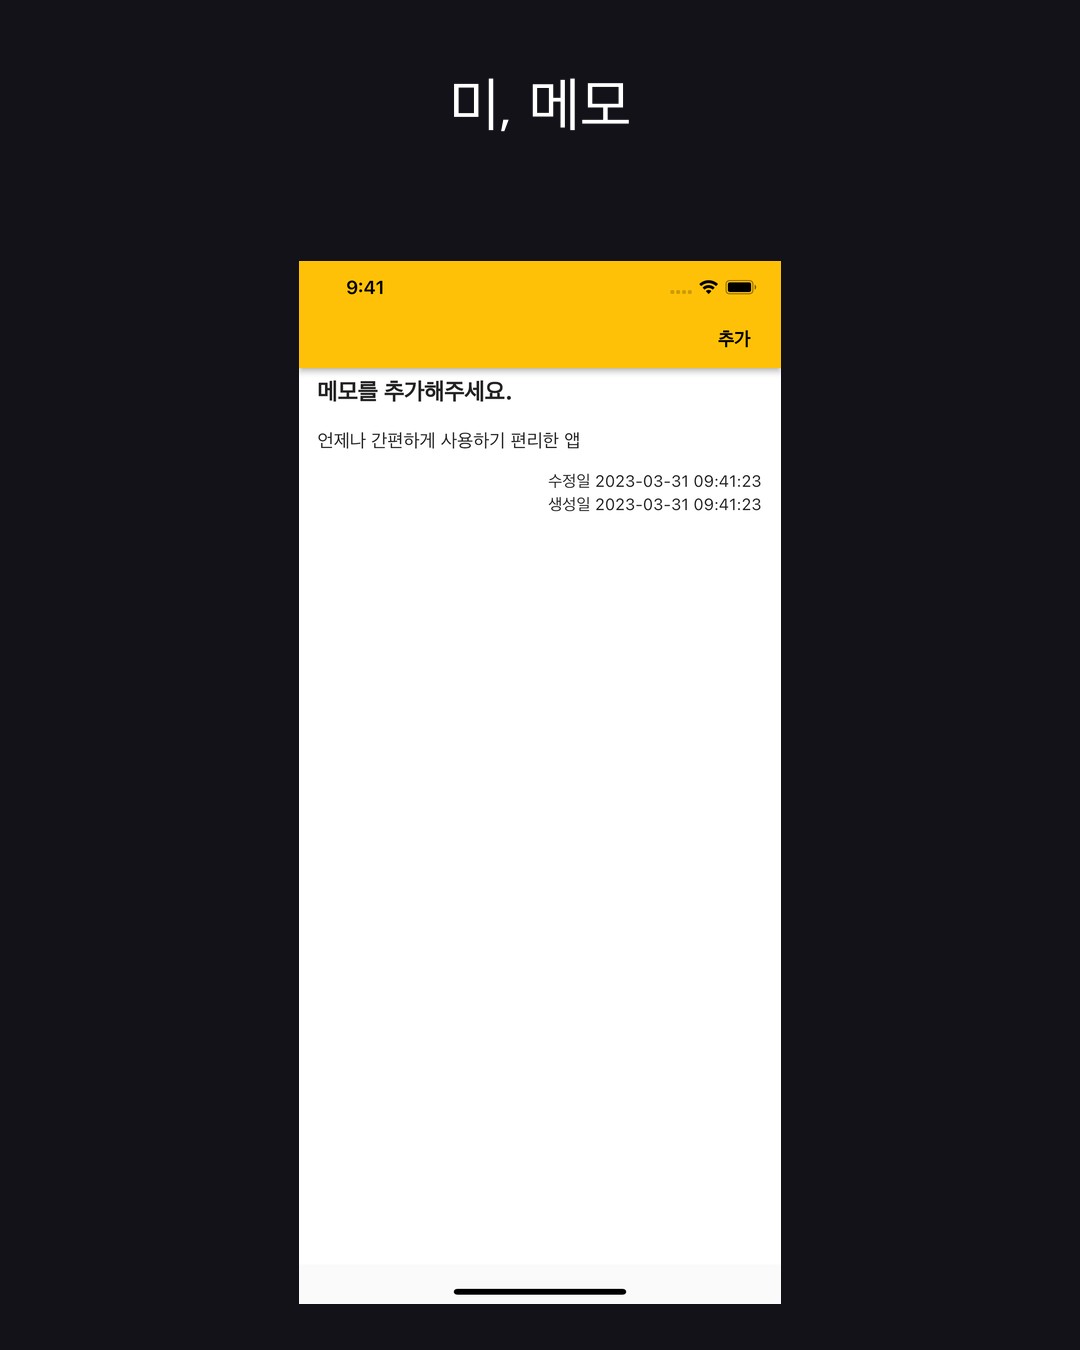 미, 메모
9:41
추가
메모를 추가해주세요.
언제나 간편하게 사용하기 편리한 앱
수정일 2023-03-31 09:41:23
생성일 2023-03-31 09:41:23